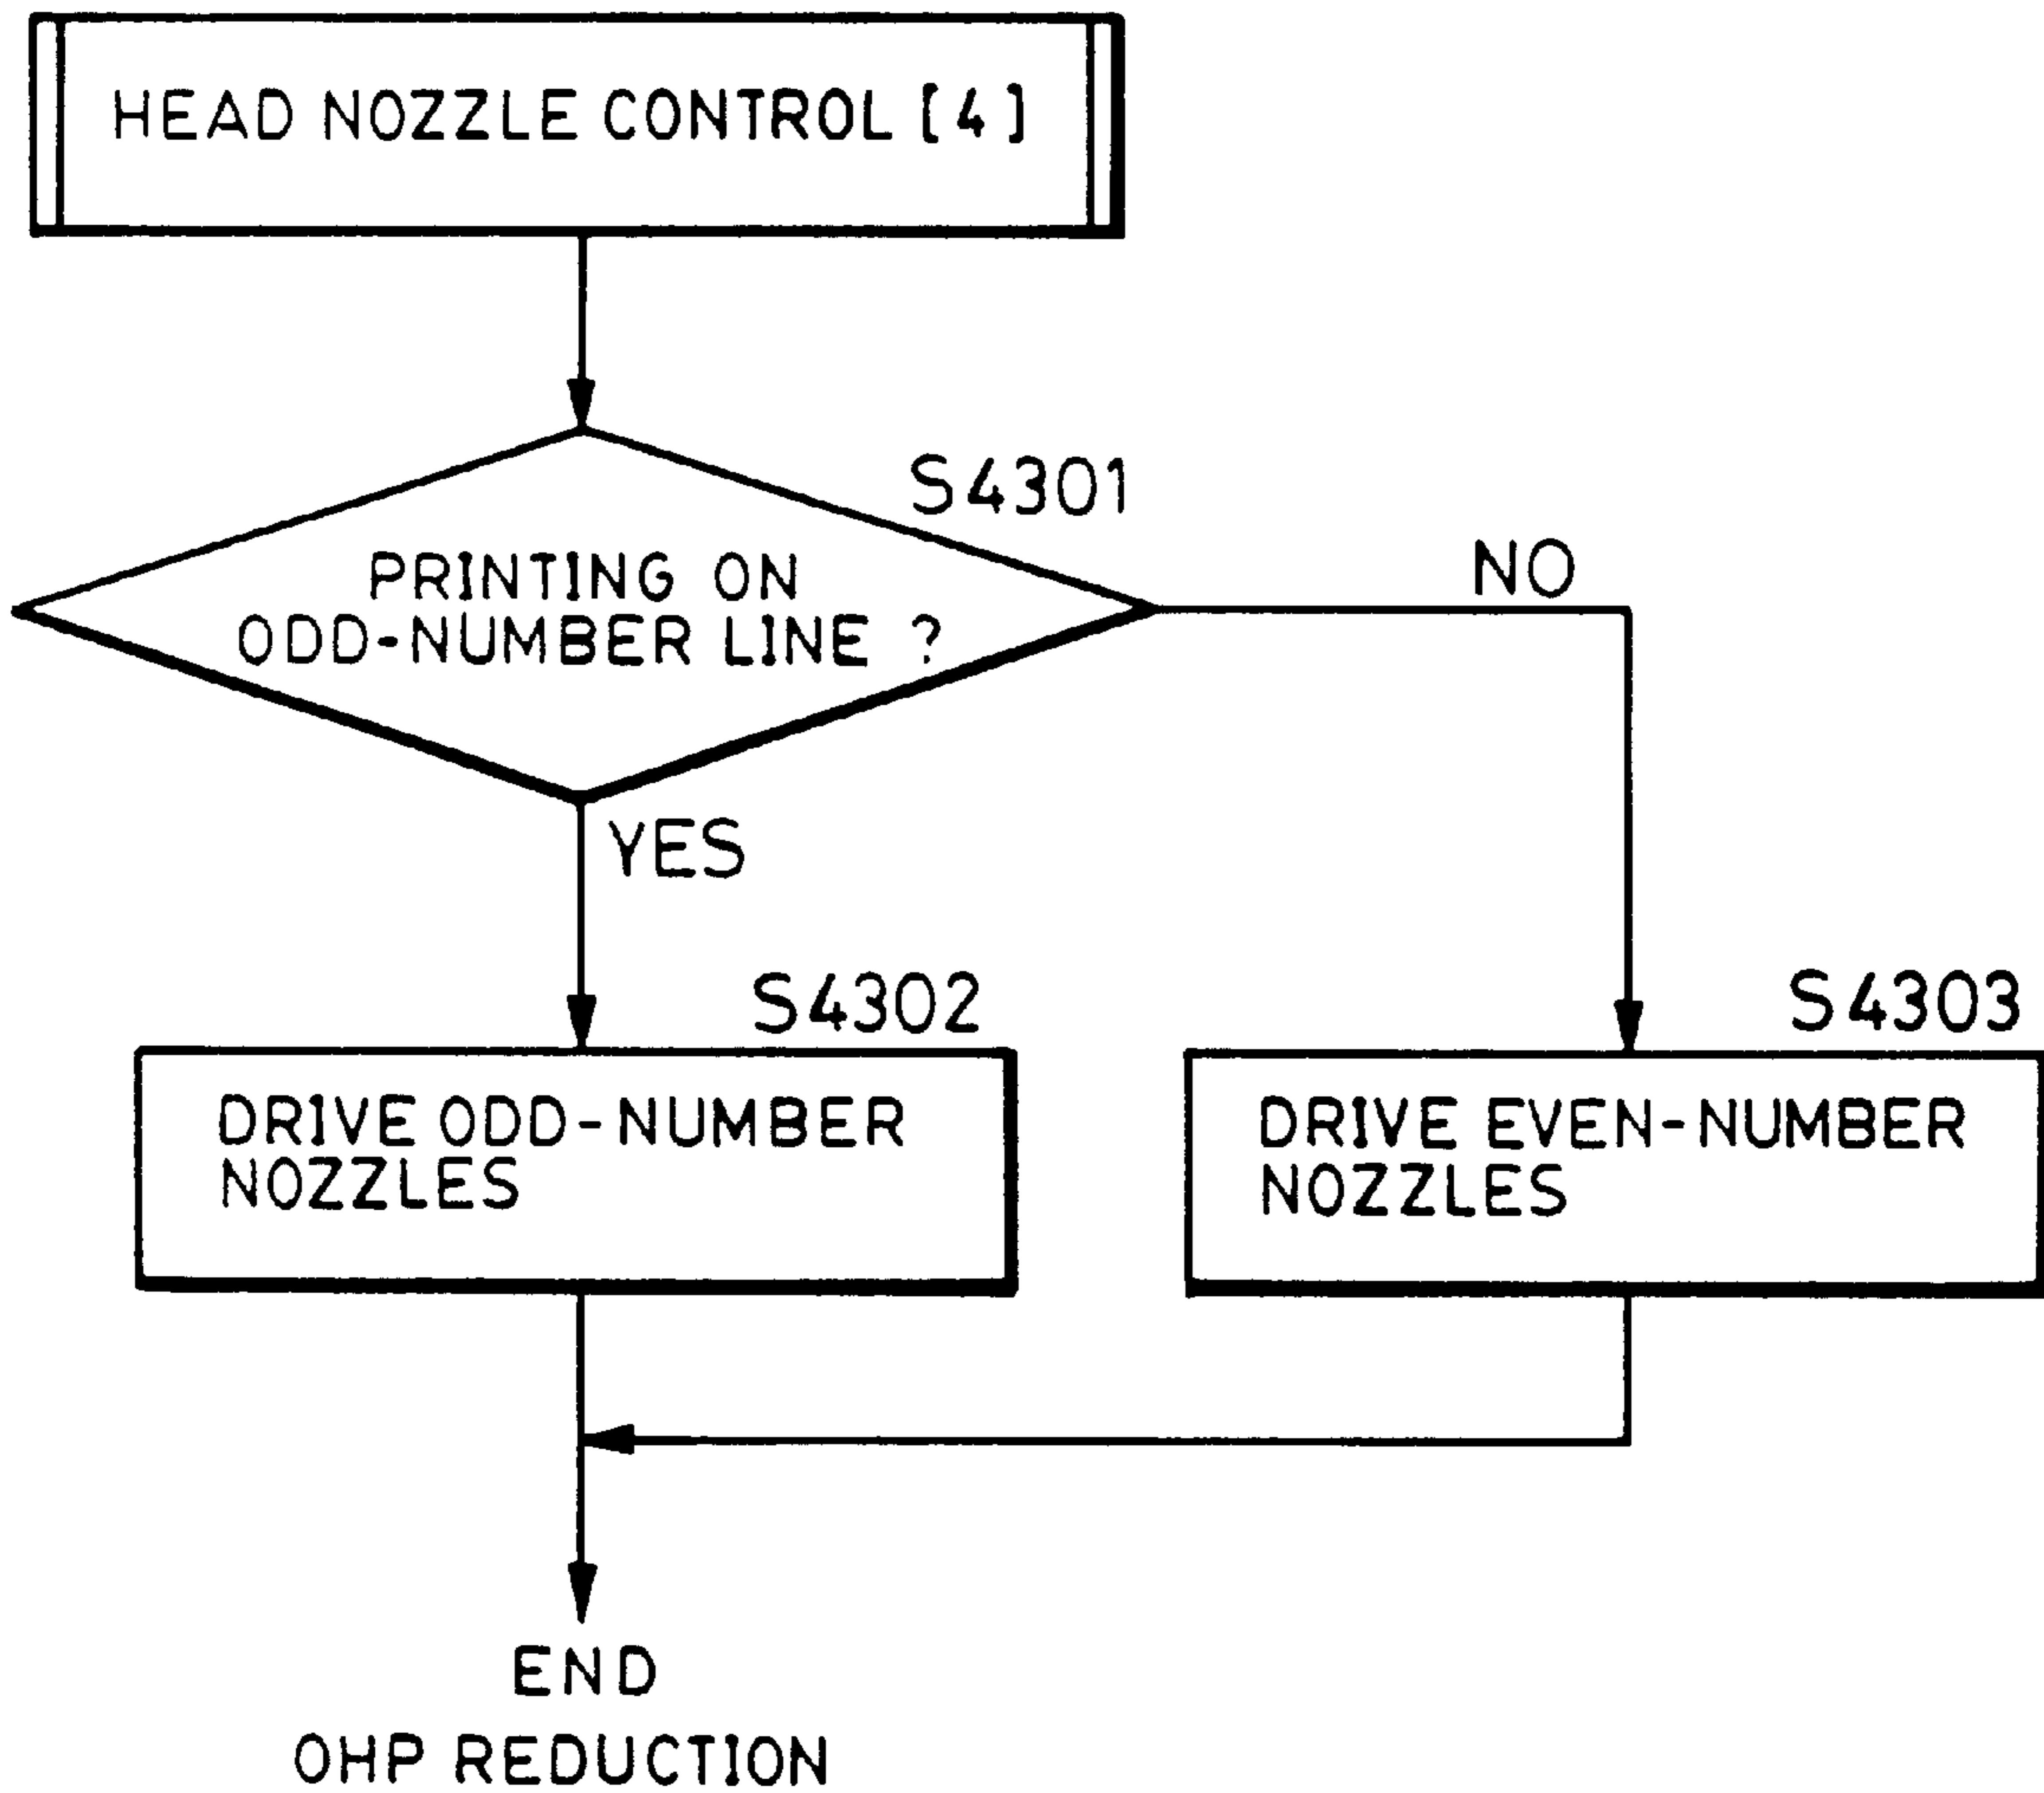 HEAD NOZZLE CONTROL [4]
S4301
PRINTING ON
ODD-NUMBER LINE ?
NO
YES
S4302
DRIVE ODD-NUMBER
NOZZLES
S4303
DRIVE EVEN-NUMBER
NOZZLES
END
OHP REDUCTION